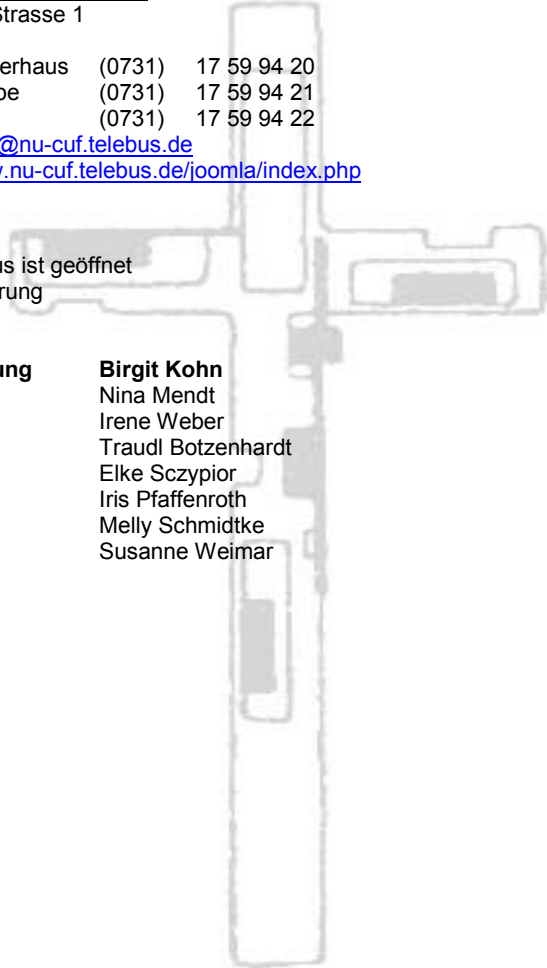 Strasse 1
erhaus (0731) 17 59 94 20
be (0731) 17 59 94 21
(0731) 17 59 94 22
@nu-cuf.telebus.de
w.nu-cuf.telebus.de/joomla/index.php
us ist geöffnet
rung
ung Birgit Kohn
Nina Mendt
Irene Weber
Traudl Botzenhardt
Elke Sczypior
Iris Pfaffenroth
Melly Schmidtke
Susanne Weimar